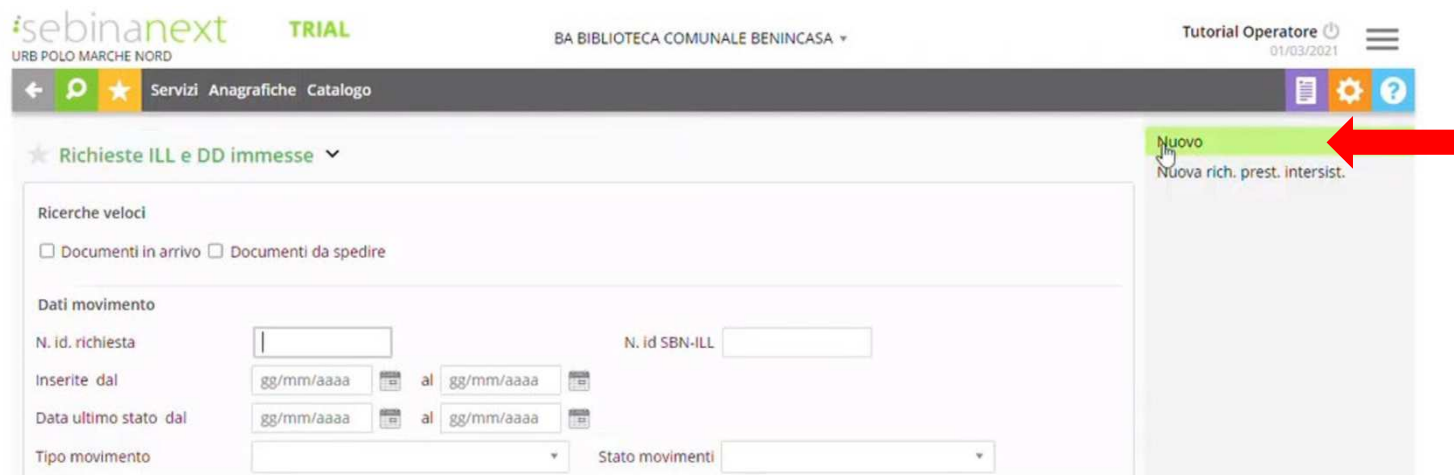 sebinanext TRIAL BA BIBLIOTECA COMUNALE BENINCASA Tutorial Operatore
URB POLO MARCHE NORD 01/03/2021
Servizi Anagrafiche Catalogo ?
Richieste ILL e DD immesse
Nuovo
Nuova rich. prest. intersist.
Ricerche veloci
Documenti in arrivo Documenti da spedire
Dati movimento
N. id. richiesta N. id SBN-ILL
Inserite dal gg/mm/aaaa al gg/mm/aaaa
Data ultimo stato dal gg/mm/aaaa al gg/mm/aaaa
Tipo movimento Stato movimenti